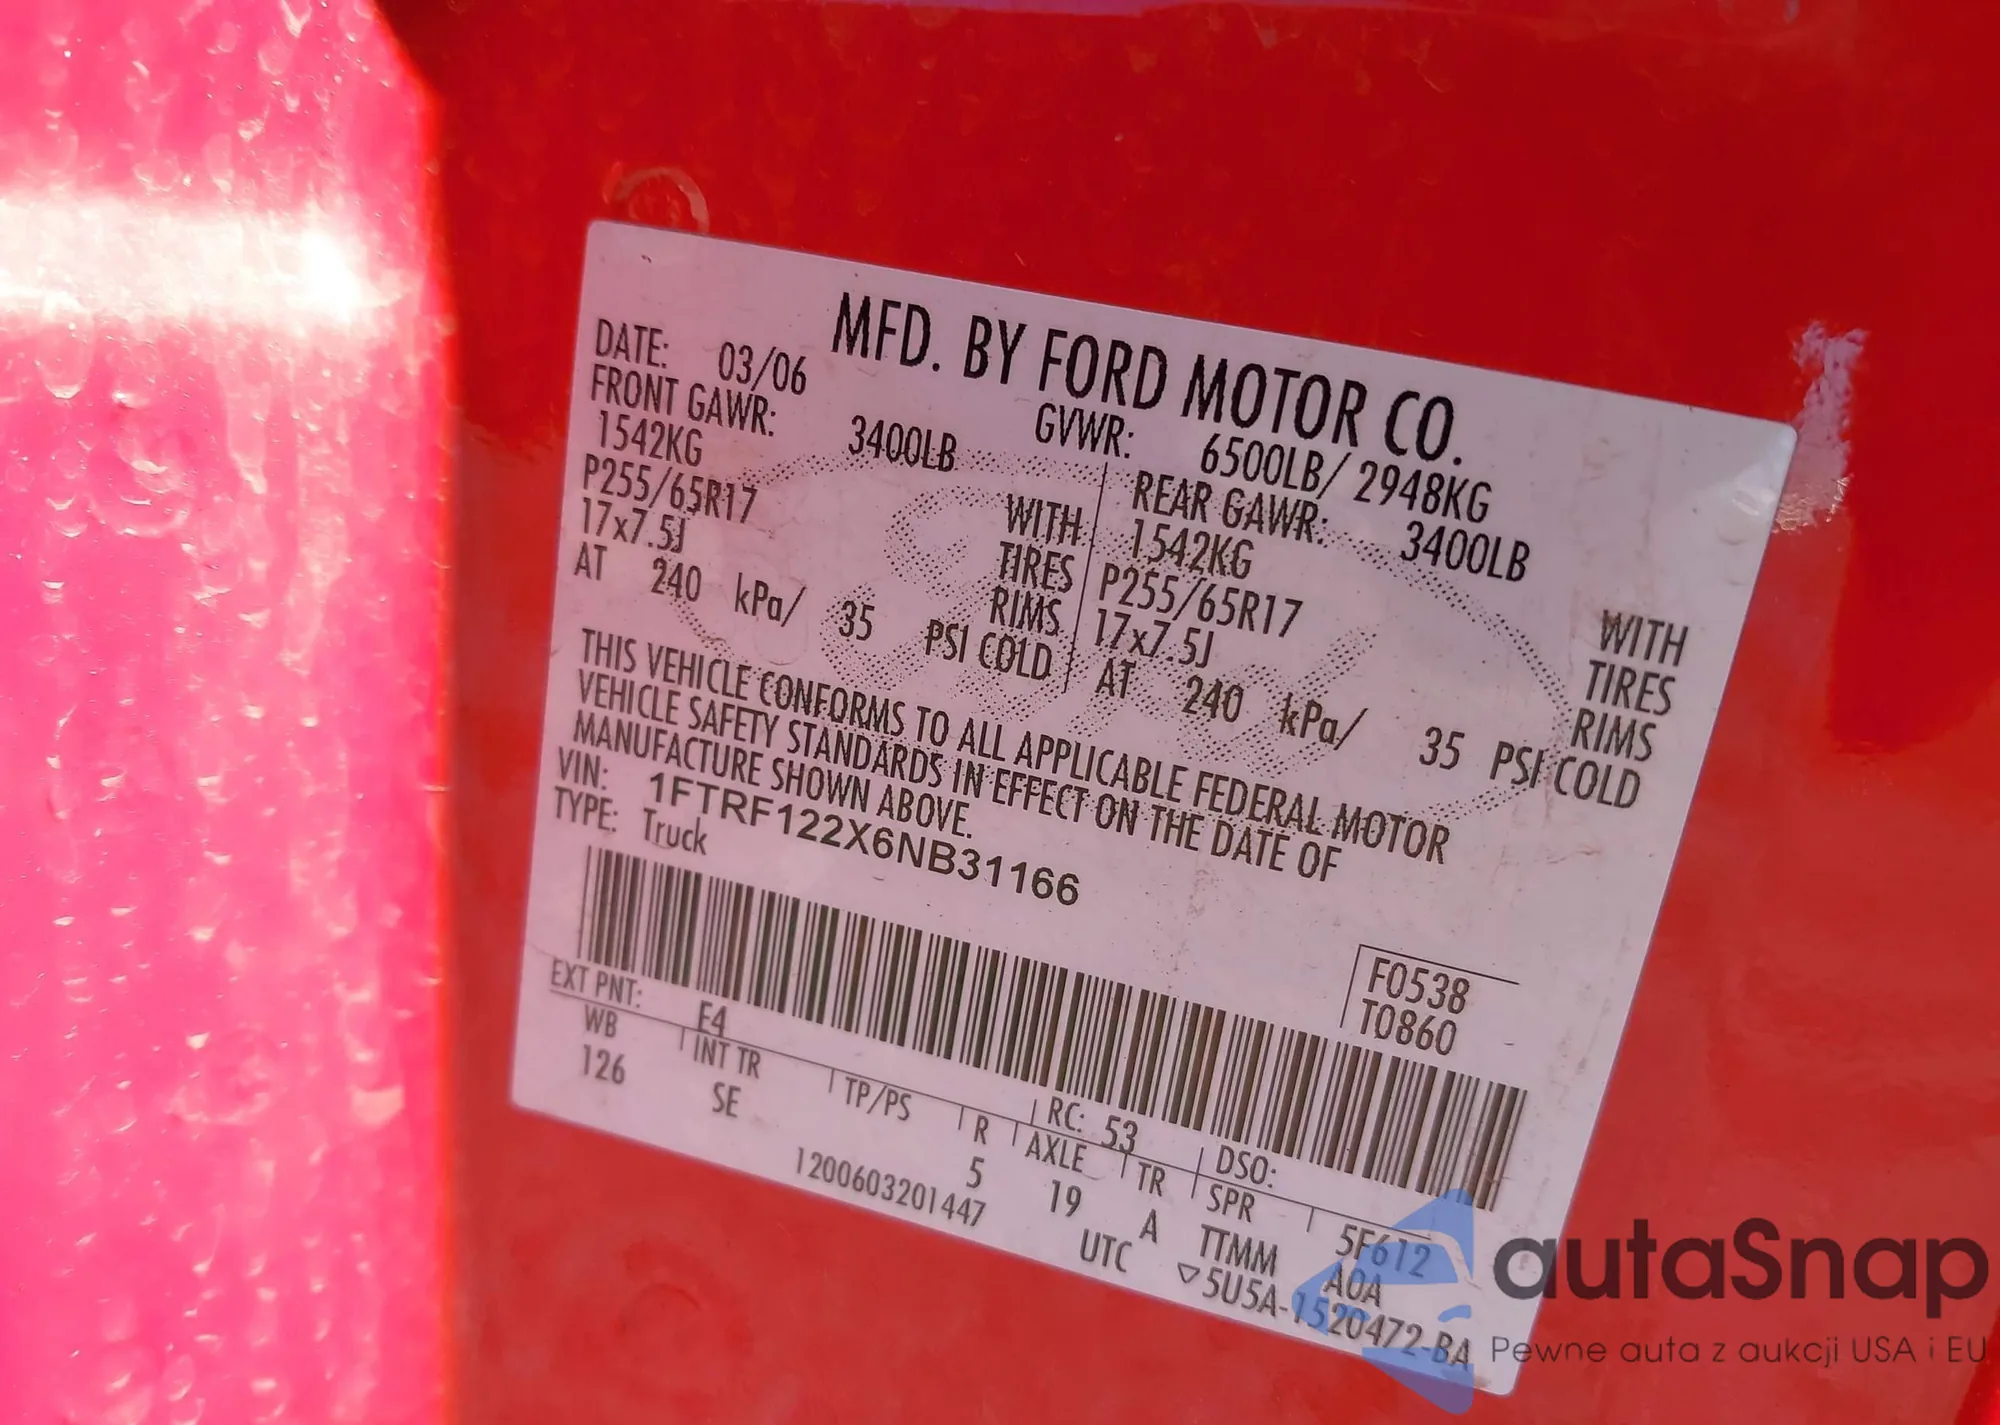 MFD. BY FORD MOTOR CO.
DATE: 03/06 GVWR: 6500LB/ 2948KG
FRONT GAWR: 3400LB REAR GAWR: 3400LB
1542KG WITH 1542KG WITH
P255/65R17 TIRES P255/65R17 TIRES
17x7.5J RIMS 17x7.5J RIMS
AT 240 kPa/ 35 PSI COLD AT 240 kPa/ 35 PSI COLD
THIS VEHICLE CONFORMS TO ALL APPLICABLE FEDERAL MOTOR
VEHICLE SAFETY STANDARDS IN EFFECT ON THE DATE OF
MANUFACTURE SHOWN ABOVE.
VIN: 1FTRF122X6NB31166
TYPE: Truck
F0538
T0860
EXT PNT: E4 RC: 53 DSO:
WB INT TR TP/PS R AXLE TR SPR 5F612
126 SE 5 19 A TTMM A0A
1200603201447 UTC ▽5U5A-1520472-BA
autaSnap
Pewne auta z aukcji USA i EU